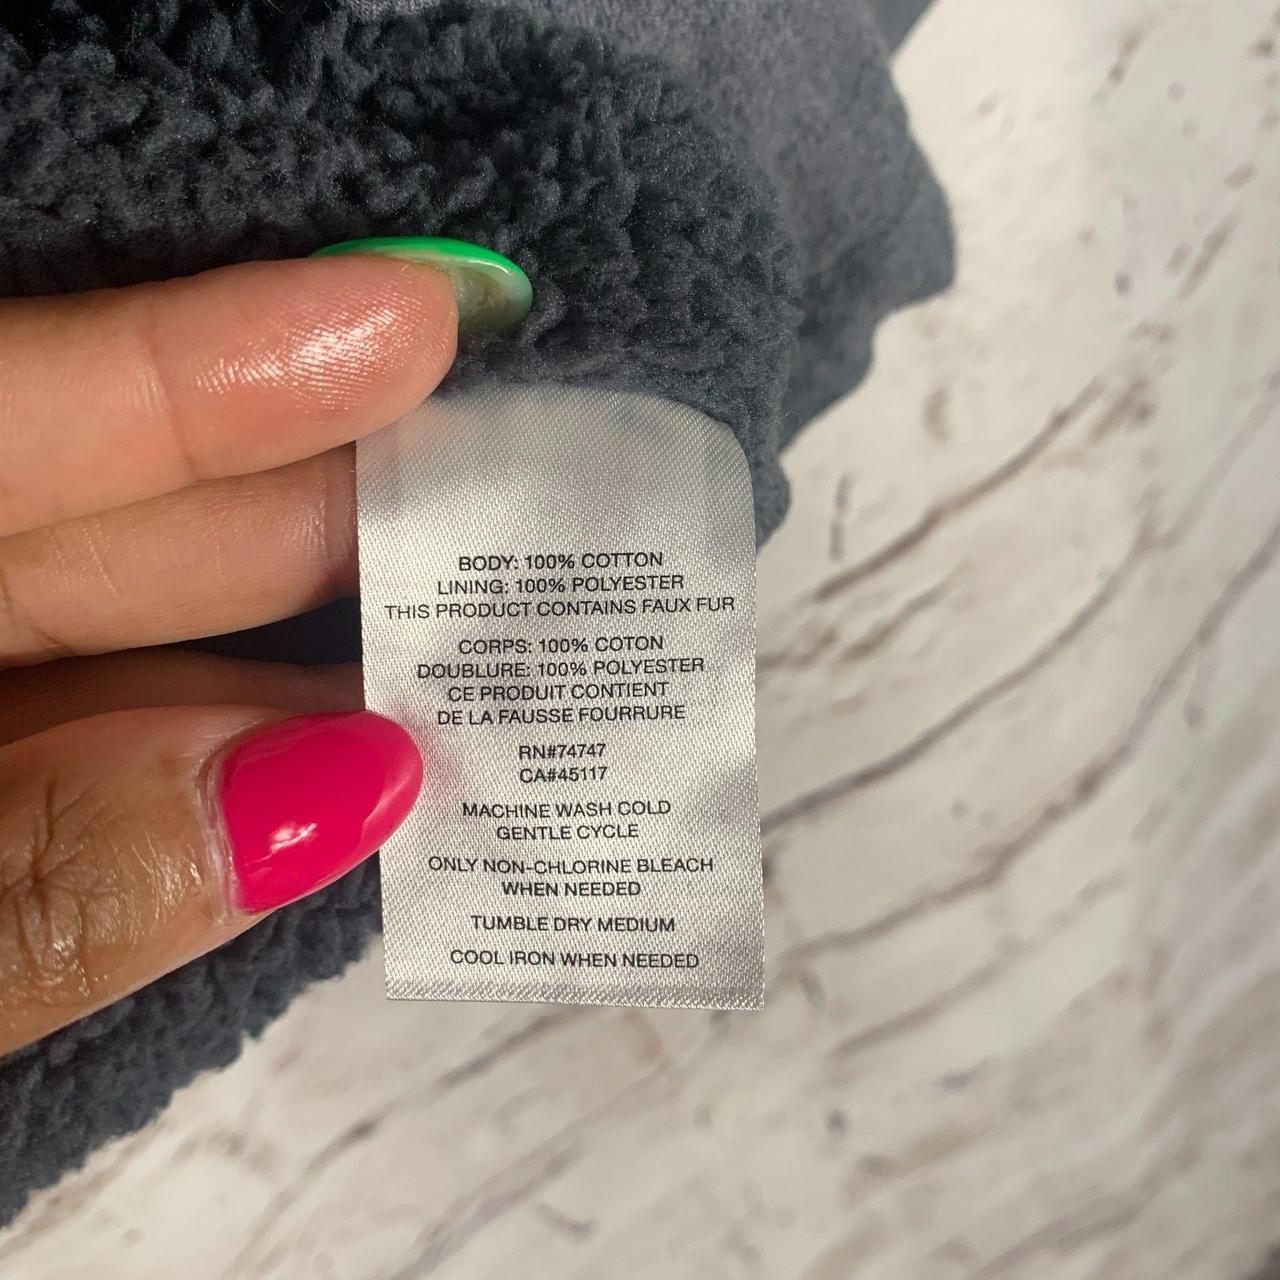 BODY: 100% COTTON
LINING: 100% POLYESTER
THIS PRODUCT CONTAINS FAUX FUR
CORPS: 100% COTON
DOUBLURE: 100% POLYESTER
CE PRODUIT CONTIENT
DE LA FAUSSE FOURRURE
RN#74747
CA#45117
MACHINE WASH COLD
GENTLE CYCLE
ONLY NON-CHLORINE BLEACH
WHEN NEEDED
TUMBLE DRY MEDIUM
COOL IRON WHEN NEEDED